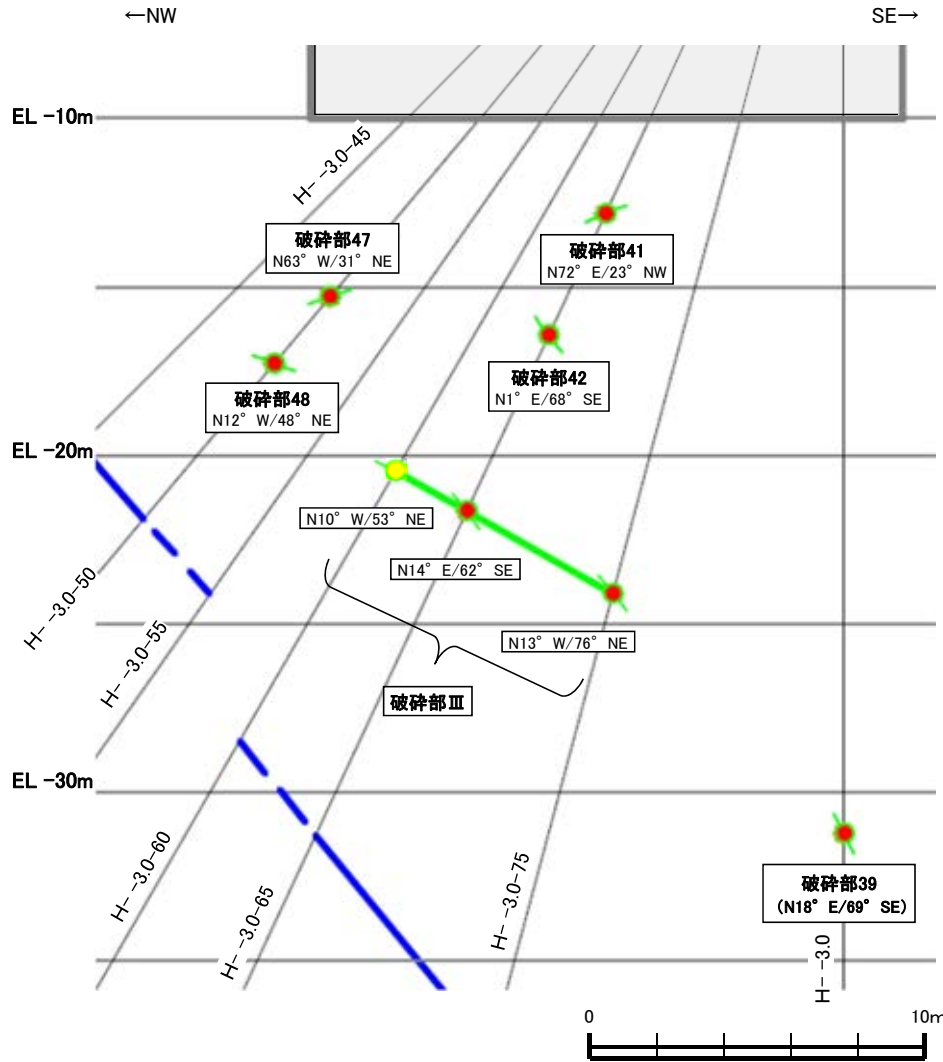 ←NW
SE→
EL -10m
H- -3.0-45
破砕部47
N63° W/31° NE
破砕部41
N72° E/23° NW
破砕部42
N1° E/68° SE
破砕部48
N12° W/48° NE
EL -20m
N10° W/53° NE
N14° E/62° SE
H- -3.0-50
H- -3.0-55
N13° W/76° NE
破砕部Ⅲ
EL -30m
H- -3.0-60
H- -3.0-65
H- -3.0-75
破砕部39
(N18° E/69° SE)
H- -3.0
0
10m